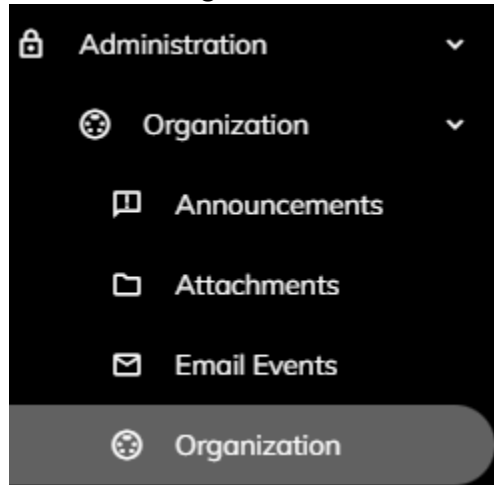 Administration
Organization
Announcements
Attachments
Email Events
Organization